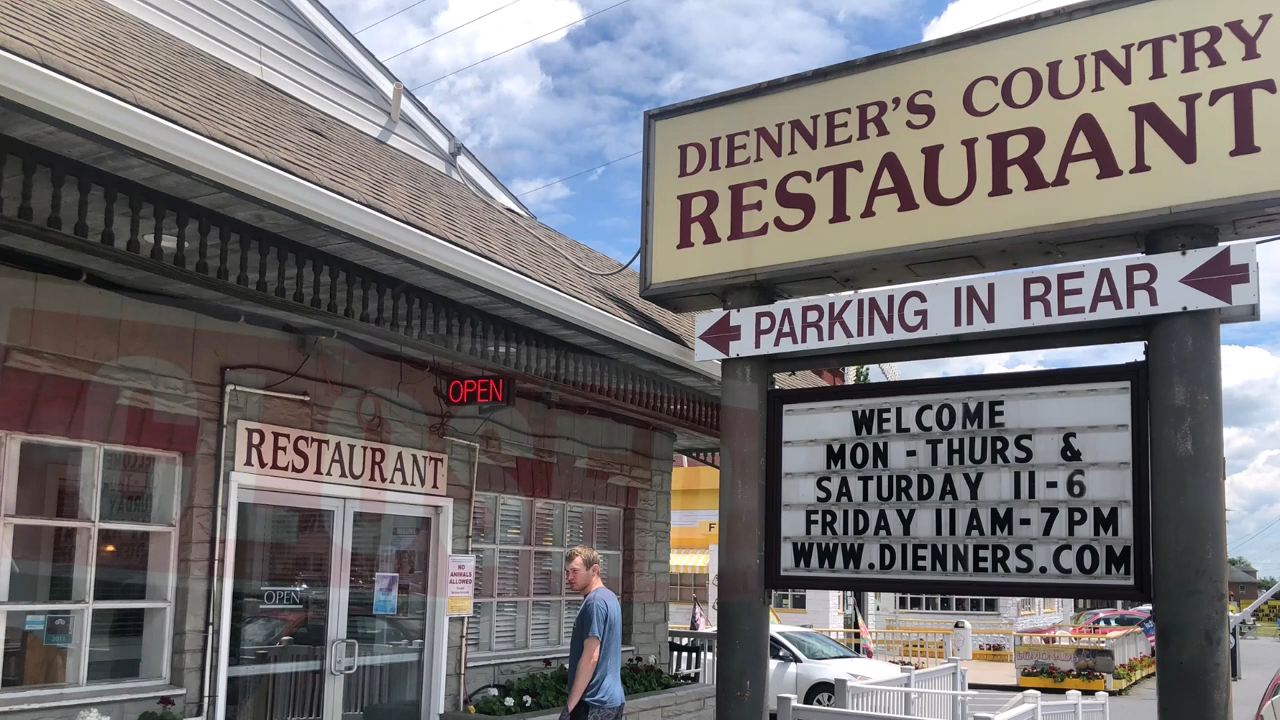 DIENNER'S COUNTRY
RESTAURANT
PARKING IN REAR
WELCOME
MON - THURS &
SATURDAY 11-6
FRIDAY 11AM-7PM
WWW.DIENNERS.COM
OPEN
RESTAURANT
OPEN
NO
ANIMALS
ALLOWED